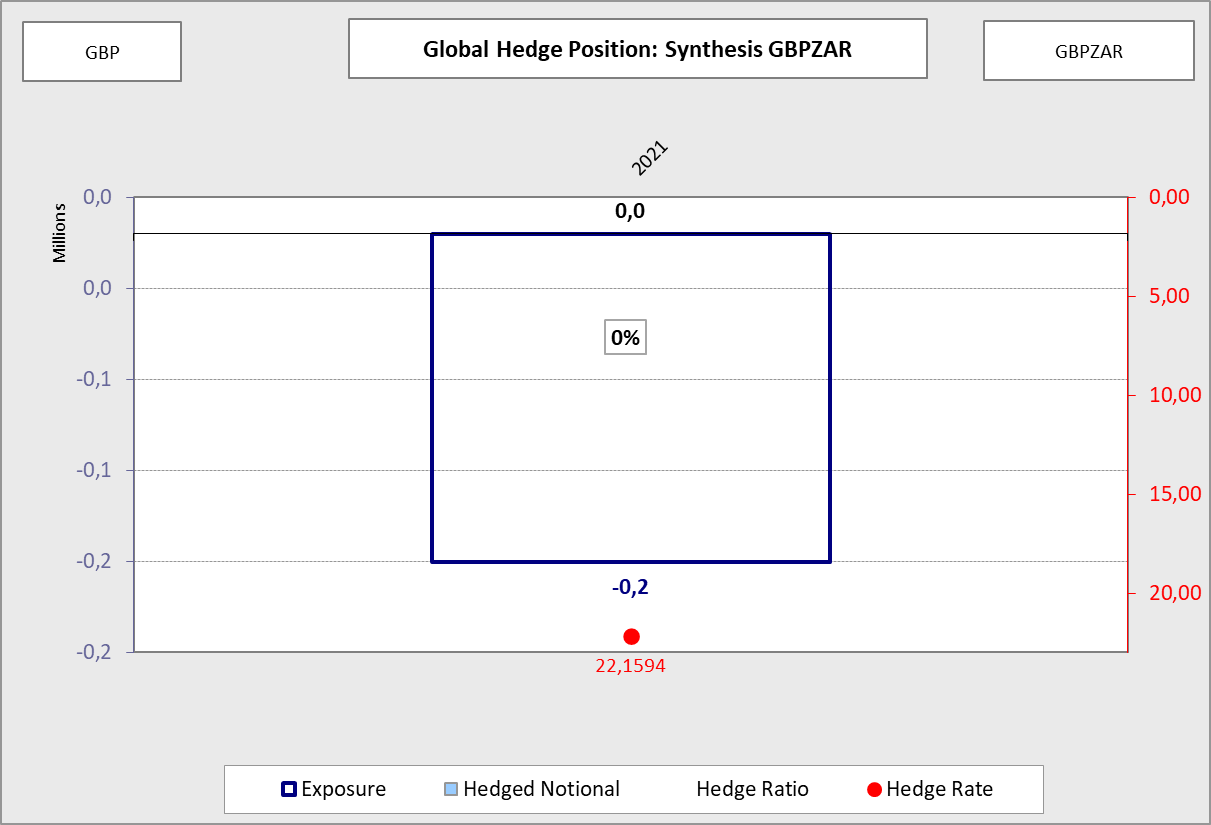 GBP
Global Hedge Position: Synthesis GBPZAR
GBPZAR
2021
Millions
0,0
0,0
-0,1
-0,1
-0,2
-0,2
0,0
0%
-0,2
22,1594
0,00
5,00
10,00
15,00
20,00
Exposure
Hedged Notional
Hedge Ratio
Hedge Rate